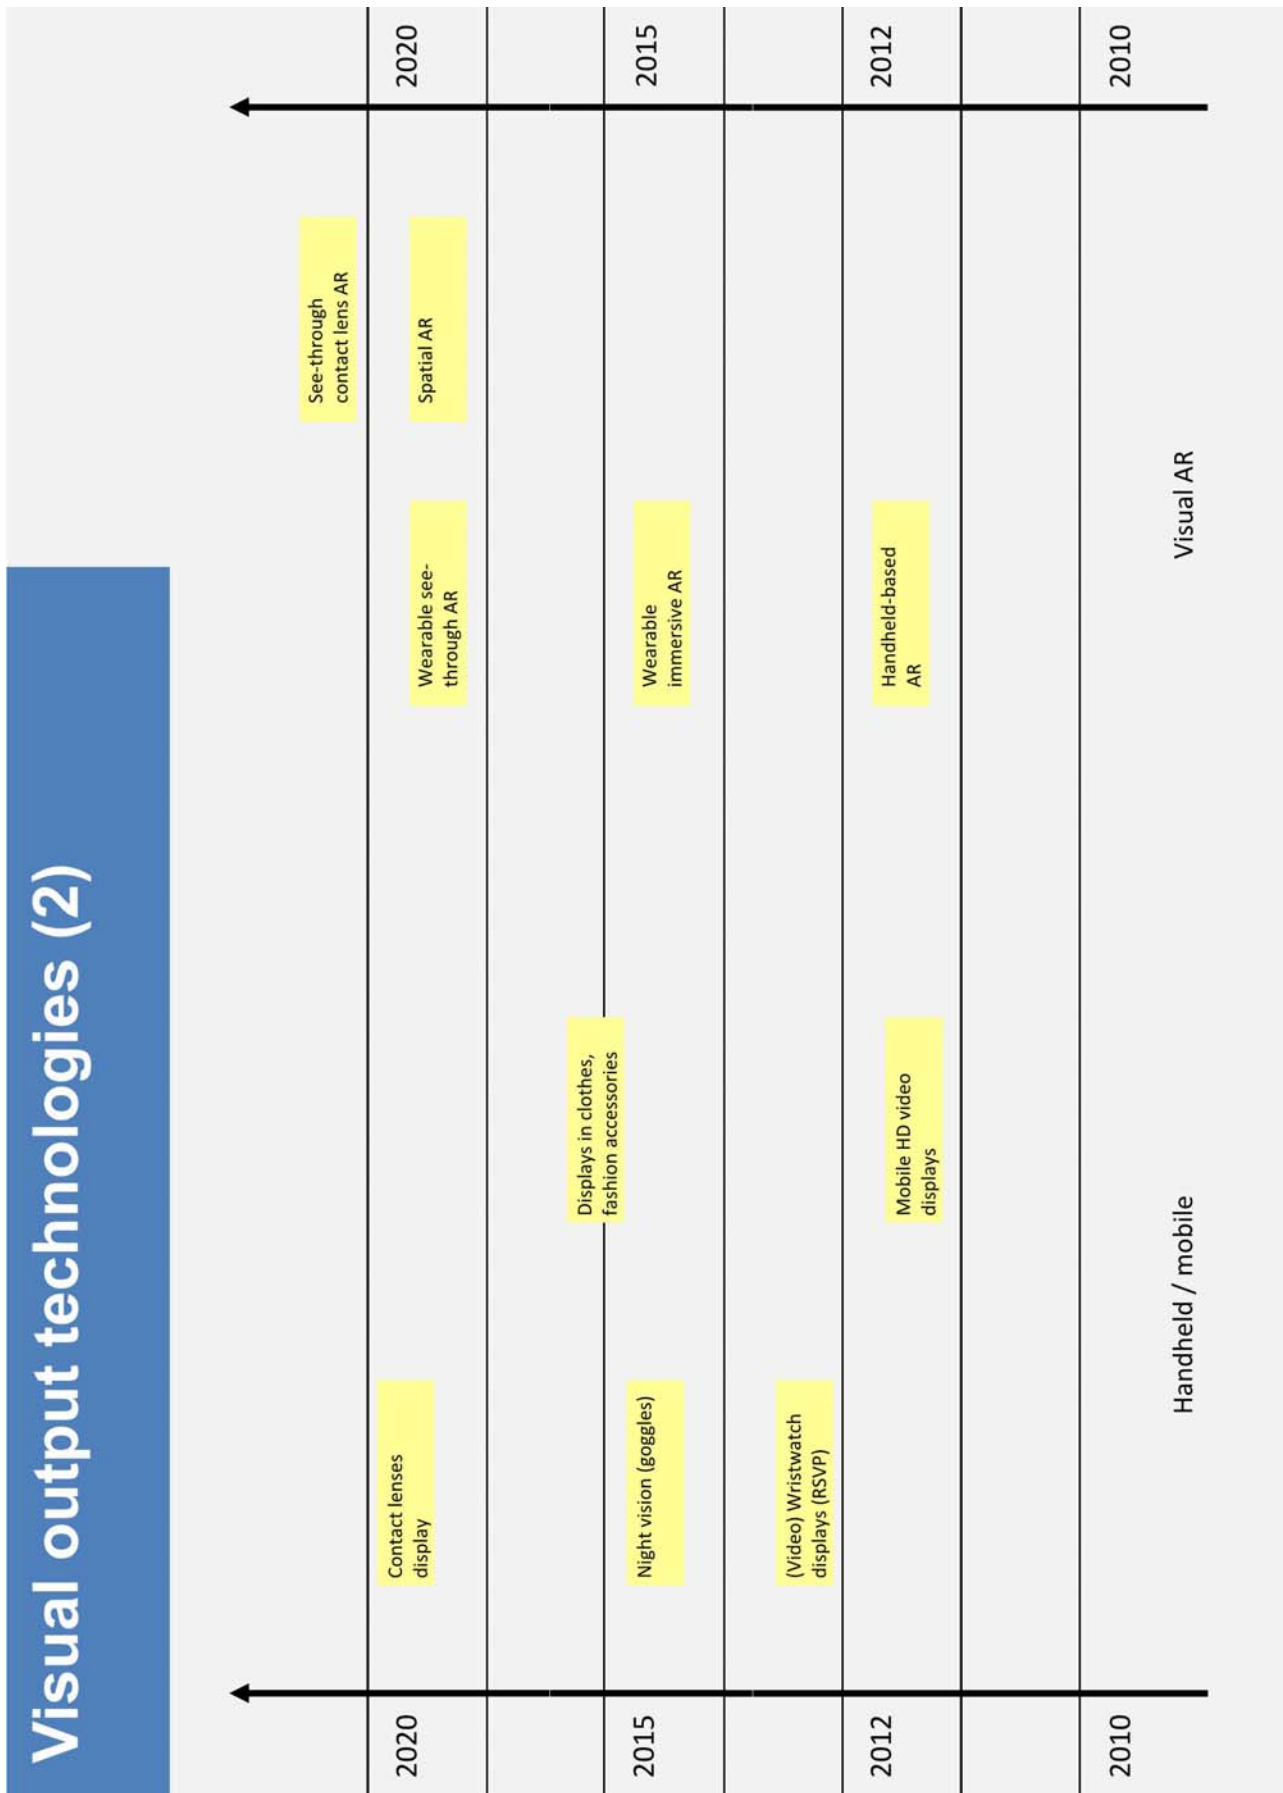 Visual output technologies (2)
See-through
contact lens AR
2020
Contact lenses
display
Wearable see-
through AR
Spatial AR
2020
Displays in clothes,
fashion accessories
2015
Night vision (goggles)
Wearable
immersive AR
2015
(Video) Wristwatch
displays (RSVP)
2012
Mobile HD video
displays
Handheld-based
AR
2012
2010
2010
Handheld / mobile
Visual AR